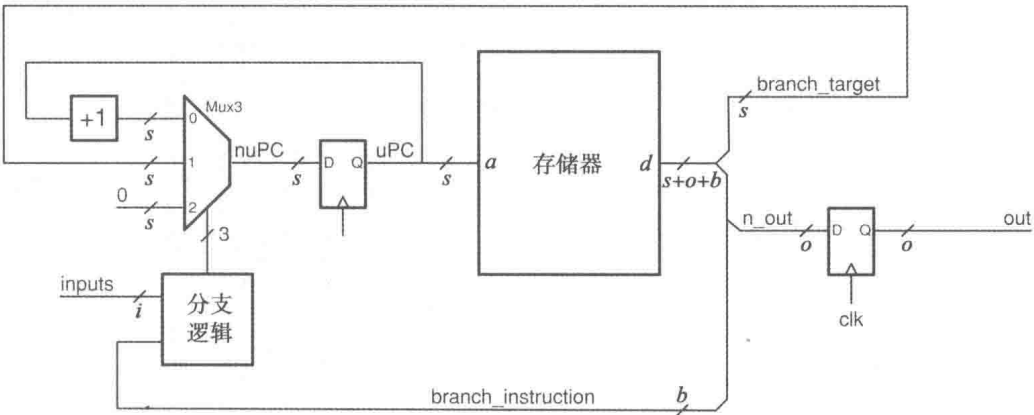 branch_target
s
+1
s
Mux3
0
nuPC
s
D
Q
uPC
s
a
存储器
d
s+o+b
1
s
0
s
2
3
n_out
o
D
Q
o
out
clk
inputs
i
分支
逻辑
branch_instruction
b